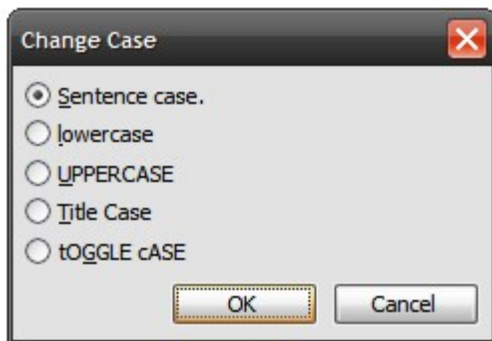 Change Case
Sentence case.
lowercase
UPPERCASE
Title Case
tOGGLE cASE
OK Cancel